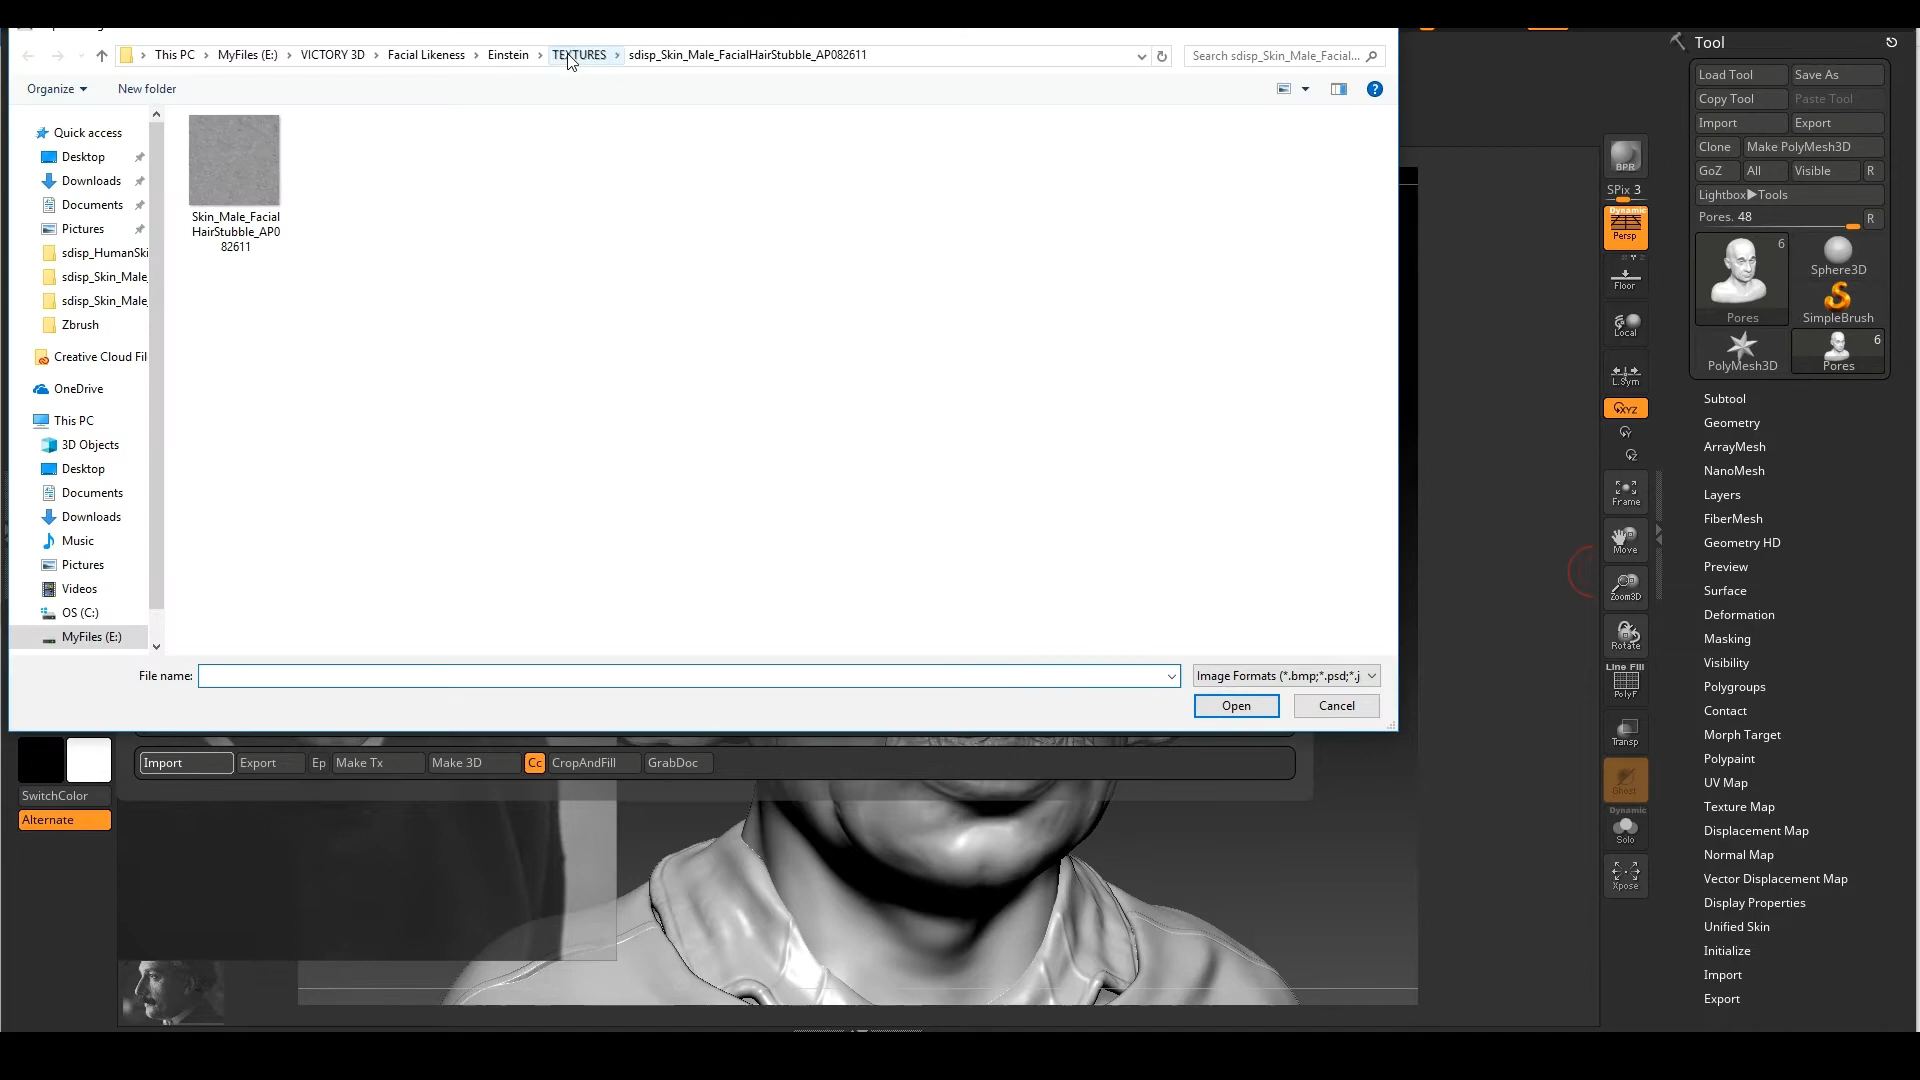 This PC > MyFiles (E:) > VICTORY 3D > Facial Likeness > Einstein > TEXTURES > sdisp_Skin_Male_FacialHairStubble_AP082611
Search sdisp_Skin_Male_Facial...
Organize
New folder
Quick access
Desktop
Downloads
Documents
Pictures
sdisp_HumanSki
sdisp_Skin_Male_
sdisp_Skin_Male_
Zbrush
Creative Cloud Fil
OneDrive
This PC
3D Objects
Desktop
Documents
Downloads
Music
Pictures
Videos
OS (C:)
MyFiles (E:)
Skin_Male_Facial
HairStubble_AP0
82611
File name:
Image Formats (*.bmp;*.psd;*.j
Open
Cancel
Import
Export
Ep
Make Tx
Make 3D
Cc
CropAndFill
GrabDoc
SwitchColor
Alternate
BPR
SPix 3
Dynamic
Persp
Floor
Local
L.Sym
XYZ
Frame
Move
Zoom3D
Rotate
Line Fill
PolyF
Transp
Ghost
Dynamic
Solo
Xpose
Tool
Load Tool
Save As
Copy Tool
Paste Tool
Import
Export
Clone
Make PolyMesh3D
GoZ
All
Visible
R
Lightbox▶Tools
Pores. 48
R
6
Pores
Sphere3D
SimpleBrush
PolyMesh3D
6
Pores
Subtool
Geometry
ArrayMesh
NanoMesh
Layers
FiberMesh
Geometry HD
Preview
Surface
Deformation
Masking
Visibility
Polygroups
Contact
Morph Target
Polypaint
UV Map
Texture Map
Displacement Map
Normal Map
Vector Displacement Map
Display Properties
Unified Skin
Initialize
Import
Export